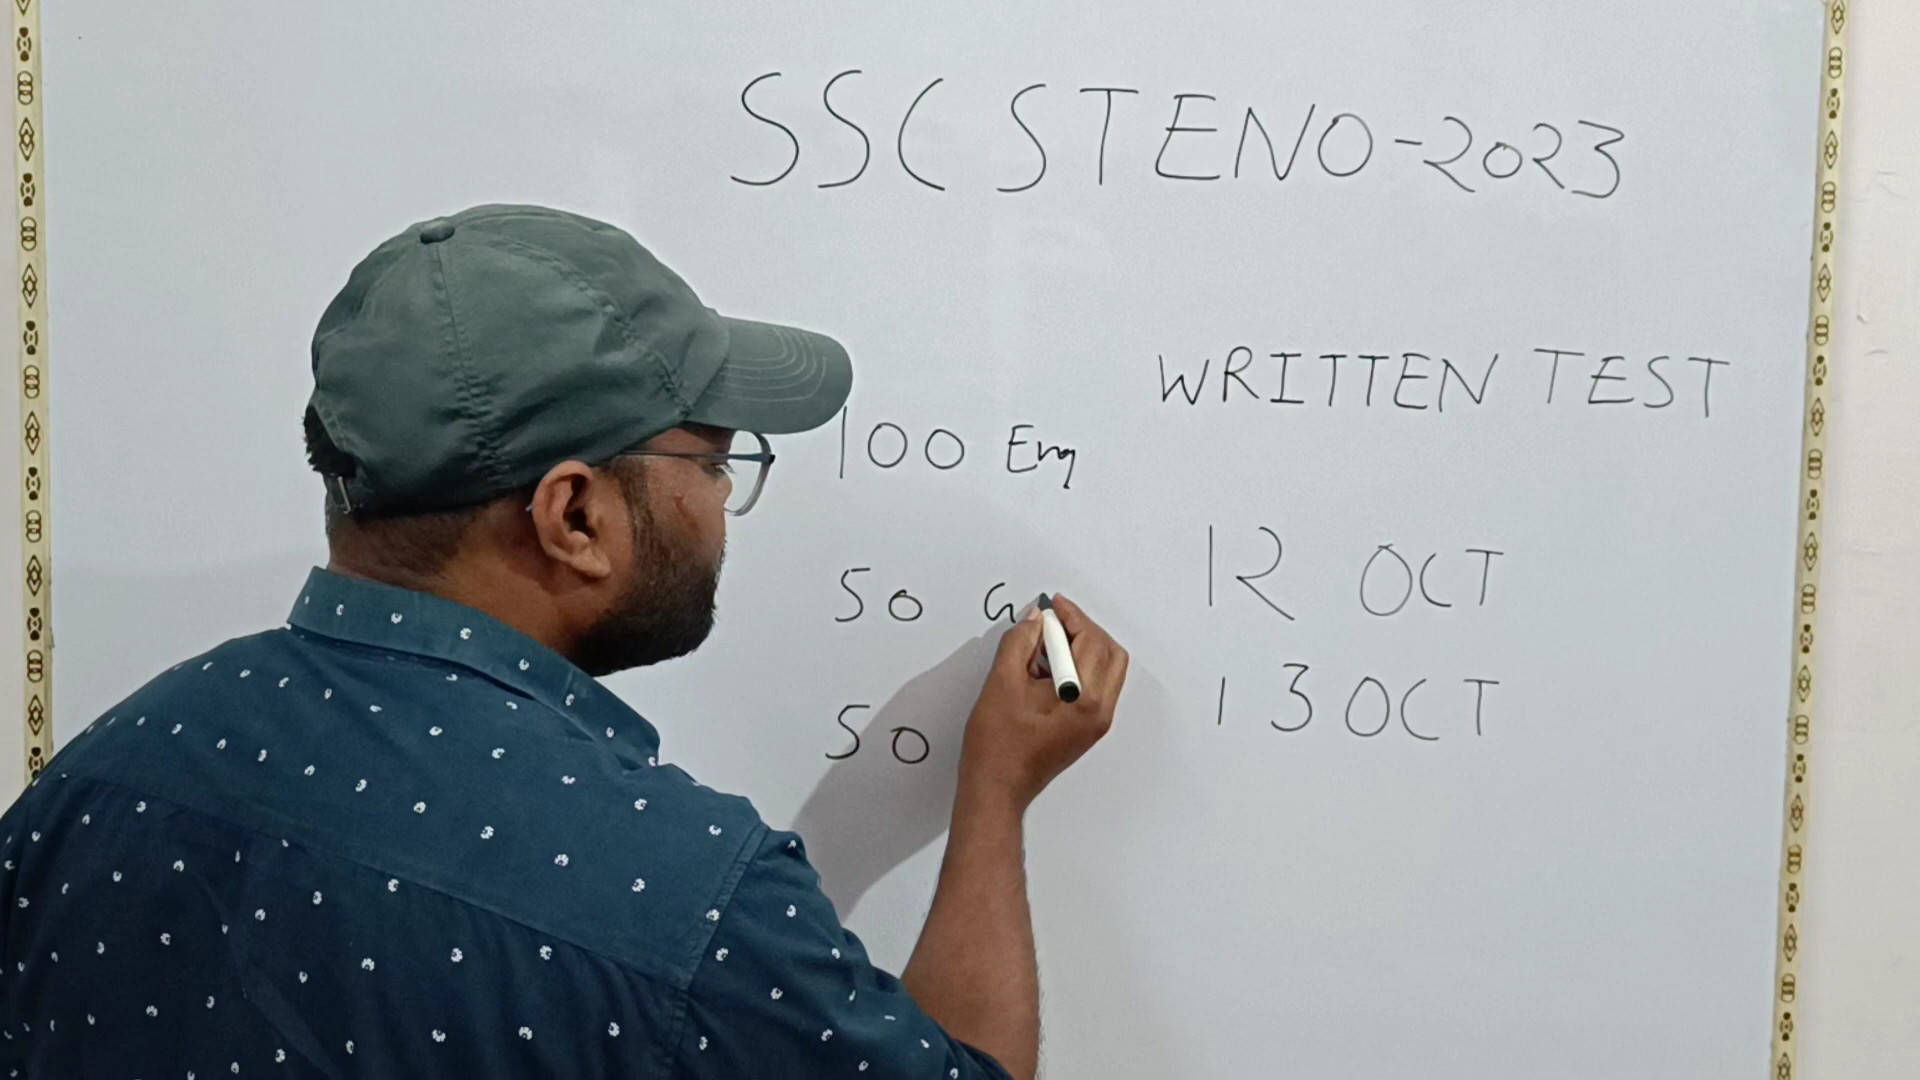 SSC STENO-2023
WRITTEN TEST
100 Eng
50 G
50
12 OCT
13 OCT